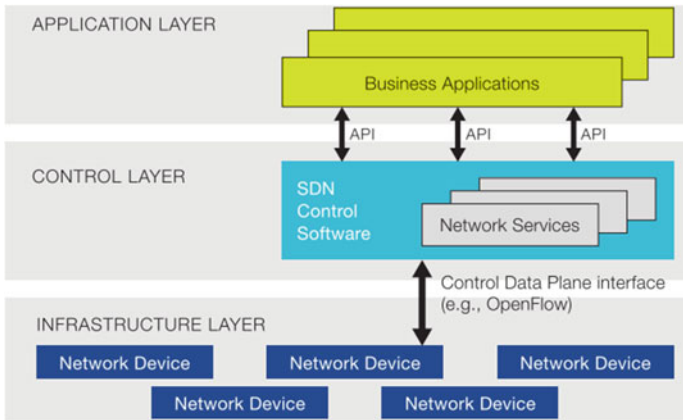 APPLICATION LAYER
Business Applications
API
API
API
CONTROL LAYER
SDN
Control
Software
Network Services
Control Data Plane interface
(e.g., OpenFlow)
INFRASTRUCTURE LAYER
Network Device
Network Device
Network Device
Network Device
Network Device